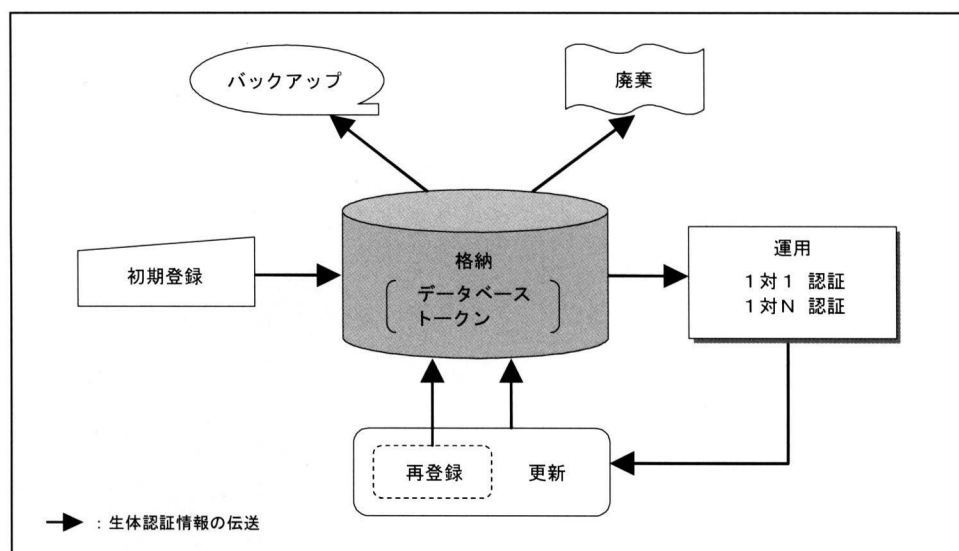 バックアップ
廃棄
初期登録
格納
データベース
トークン
運用
1対1 認証
1対N 認証
再登録
更新
:生体認証情報の伝送